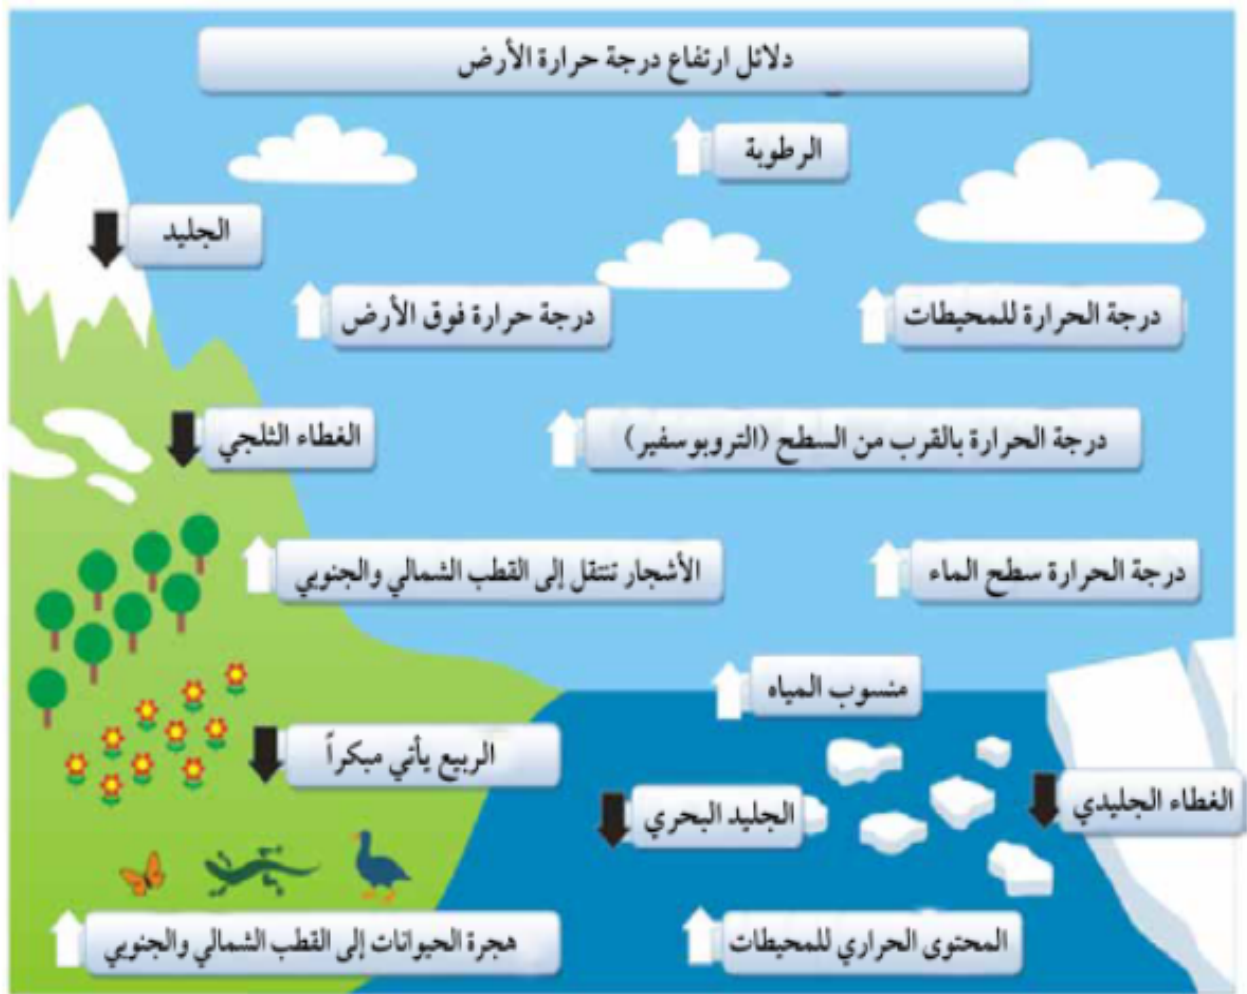 دلائل ارتفاع درجة حرارة الأرض
الرطوبة
الجليد
درجة الحرارة للمحيطات
درجة حرارة فوق الأرض
درجة الحرارة بالقرب من السطح (التروبوسفير)
الغطاء الثلجي
درجة الحرارة سطح الماء
الأشجار تنتقل إلى القطب الشمالي والجنوبي
منسوب المياه
الربيع يأتي مبكراً
الغطاء الجليدي
الجليد البحري
المحتوى الحراري للمحيطات
هجرة الحيوانات إلى القطب الشمالي والجنوبي